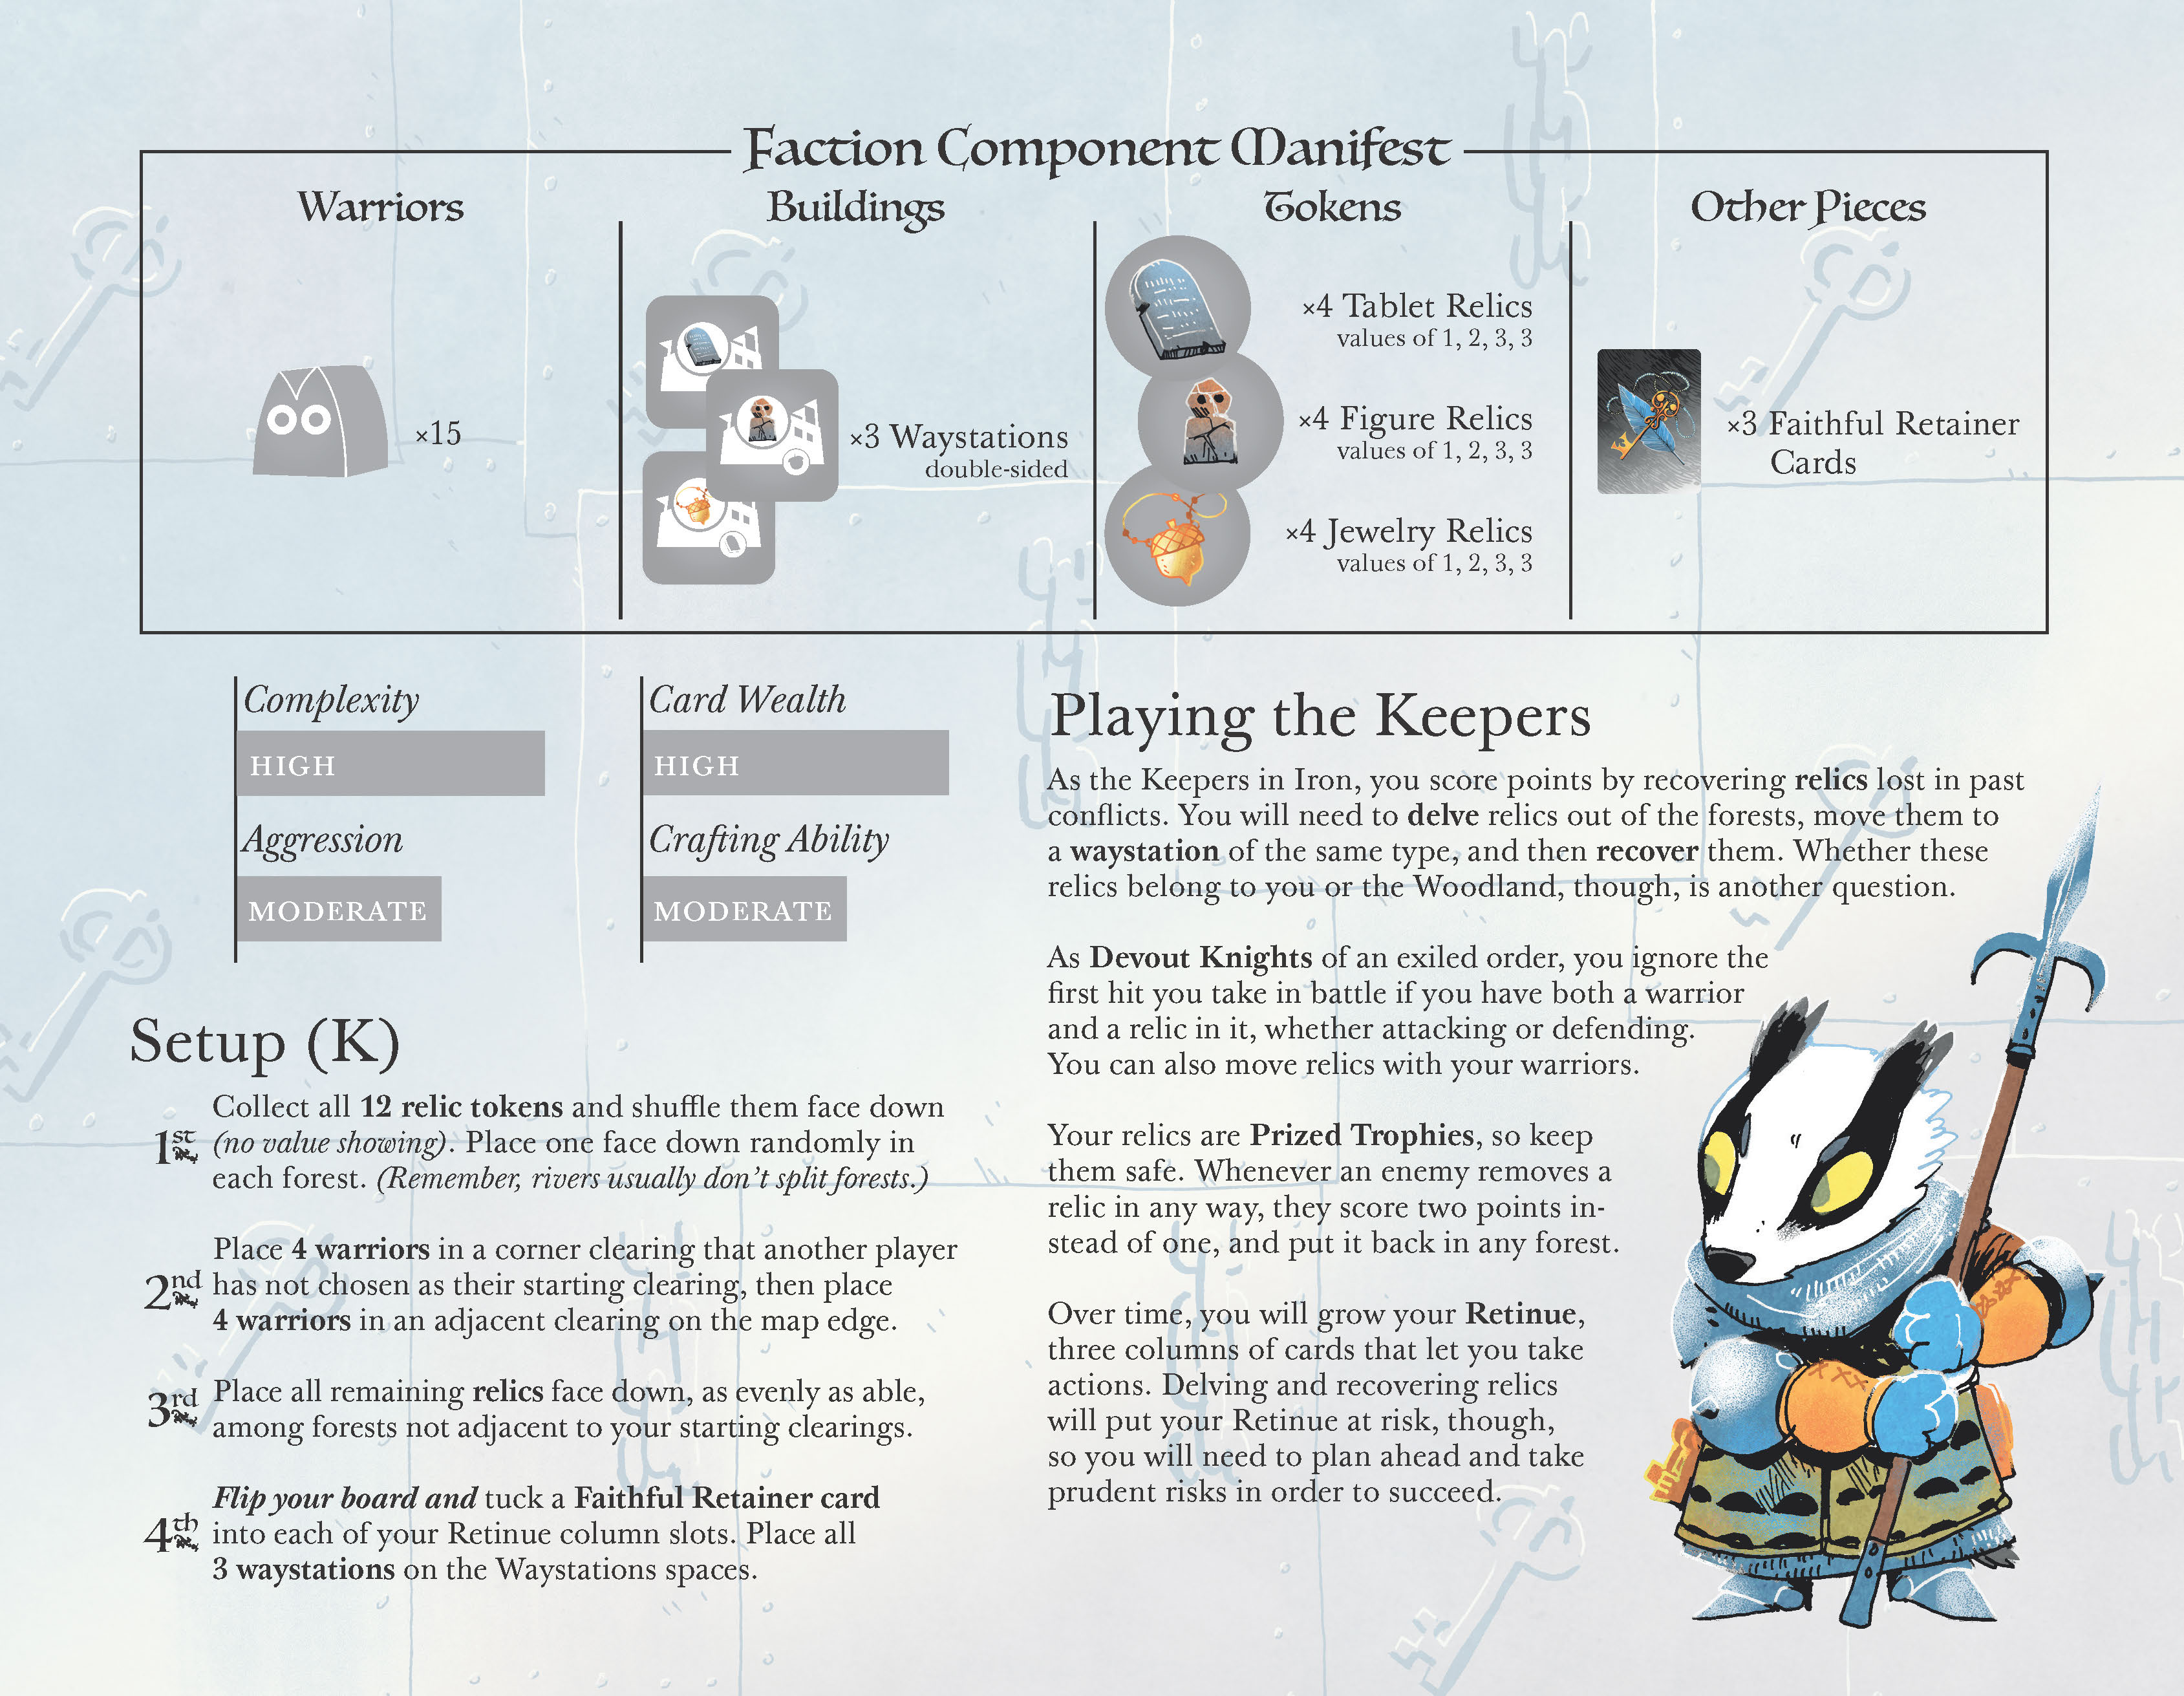 Faction Component Manifest
Warriors
×15
Buildings
×3 Waystations
double-sided
Tokens
×4 Tablet Relics
values of 1, 2, 3, 3
×4 Figure Relics
values of 1, 2, 3, 3
×4 Jewelry Relics
values of 1, 2, 3, 3
Other Pieces
×3 Faithful Retainer
Cards
Complexity
HIGH
Aggression
MODERATE
Card Wealth
HIGH
Crafting Ability
MODERATE
Setup (K)
1st
Collect all 12 relic tokens and shuffle them face down
(no value showing). Place one face down randomly in
each forest. (Remember, rivers usually don't split forests.)
2nd
Place 4 warriors in a corner clearing that another player
has not chosen as their starting clearing, then place
4 warriors in an adjacent clearing on the map edge.
3rd
Place all remaining relics face down, as evenly as able,
among forests not adjacent to your starting clearings.
4th
Flip your board and tuck a Faithful Retainer card
into each of your Retinue column slots. Place all
3 waystations on the Waystations spaces.
Playing the Keepers
As the Keepers in Iron, you score points by recovering relics lost in past
conflicts. You will need to delve relics out of the forests, move them to
a waystation of the same type, and then recover them. Whether these
relics belong to you or the Woodland, though, is another question.
As Devout Knights of an exiled order, you ignore the
first hit you take in battle if you have both a warrior
and a relic in it, whether attacking or defending.
You can also move relics with your warriors.
Your relics are Prized Trophies, so keep
them safe. Whenever an enemy removes a
relic in any way, they score two points in-
stead of one, and put it back in any forest.
Over time, you will grow your Retinue,
three columns of cards that let you take
actions. Delving and recovering relics
will put your Retinue at risk, though,
so you will need to plan ahead and take
prudent risks in order to succeed.